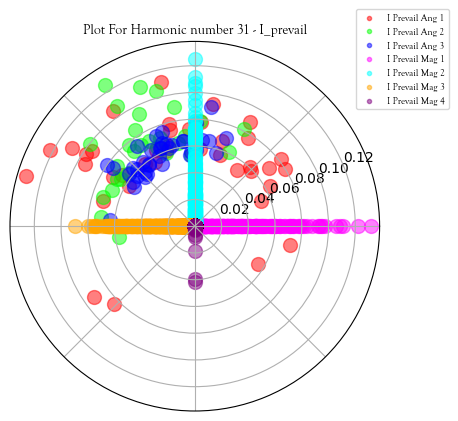 Plot For Harmonic number 31 - I_prevail
I Prevail Ang 1
I Prevail Ang 2
I Prevail Ang 3
I Prevail Mag 1
I Prevail Mag 2
I Prevail Mag 3
I Prevail Mag 4
0.12
0.10
0.08
0.06
0.04
0.02